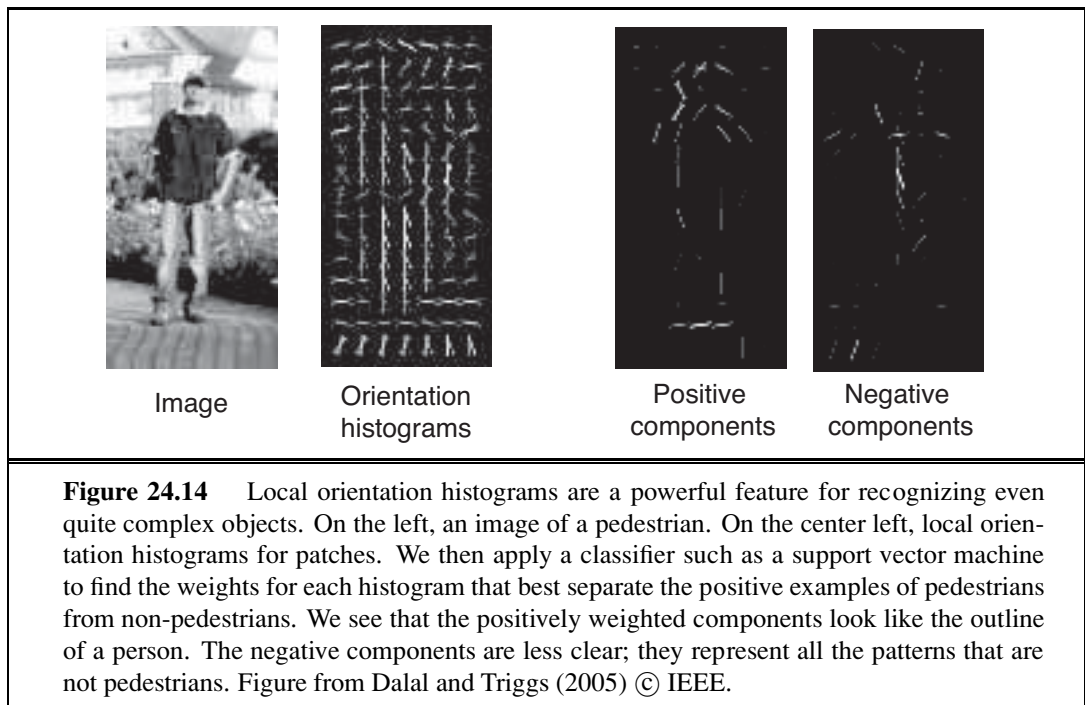 Image
Orientation
histograms
Positive
components
Negative
components
Figure 24.14 Local orientation histograms are a powerful feature for recognizing even
quite complex objects. On the left, an image of a pedestrian. On the center left, local orien-
tation histograms for patches. We then apply a classifier such as a support vector machine
to find the weights for each histogram that best separate the positive examples of pedestrians
from non-pedestrians. We see that the positively weighted components look like the outline
of a person. The negative components are less clear; they represent all the patterns that are
not pedestrians. Figure from Dalal and Triggs (2005) © IEEE.